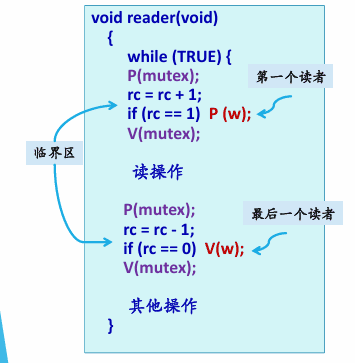 void reader(void)
{
while (TRUE) {
P(mutex);
rc = rc + 1;
if (rc == 1) P (w);
V(mutex);
读操作
P(mutex);
rc = rc - 1;
if (rc == 0) V(w);
V(mutex);
其他操作
}
第一个读者
临界区
最后一个读者